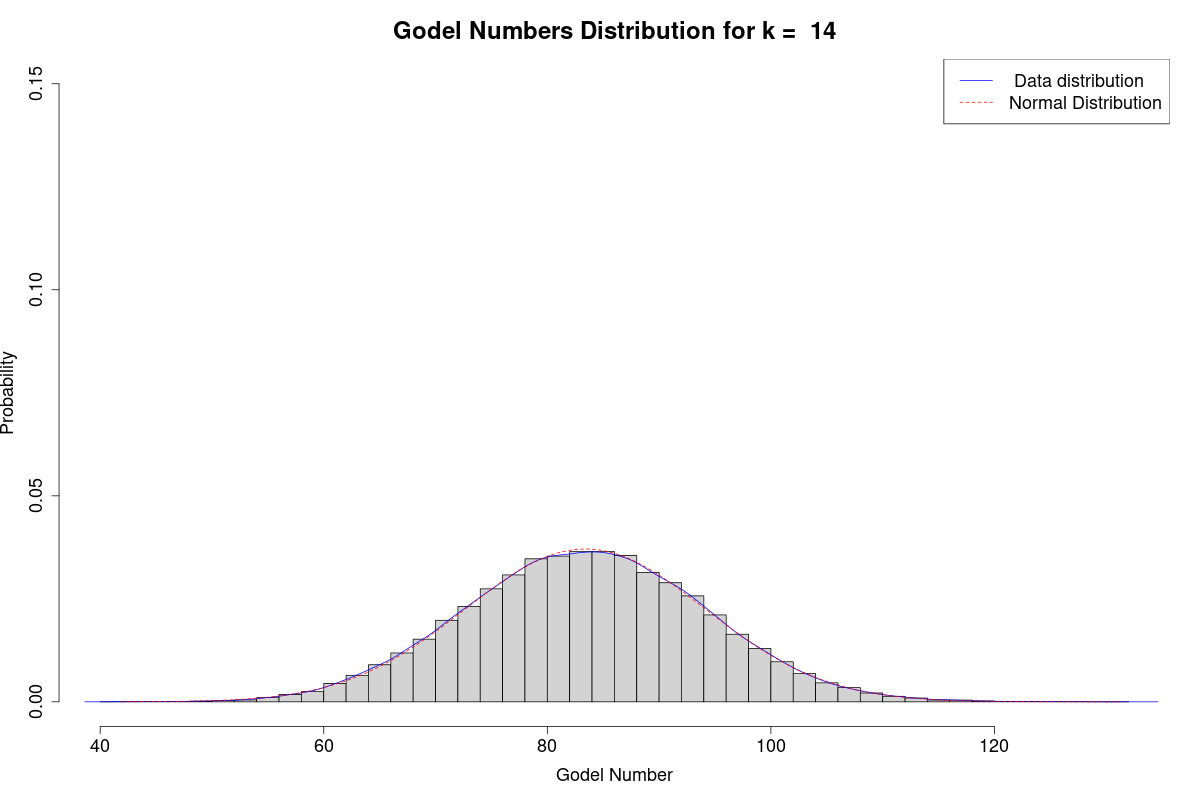 Godel Numbers Distribution for k =  14
Data distribution
Normal Distribution
0.15
0.10
0.05
0.00
Probability
40 60 80 100 120
Godel Number